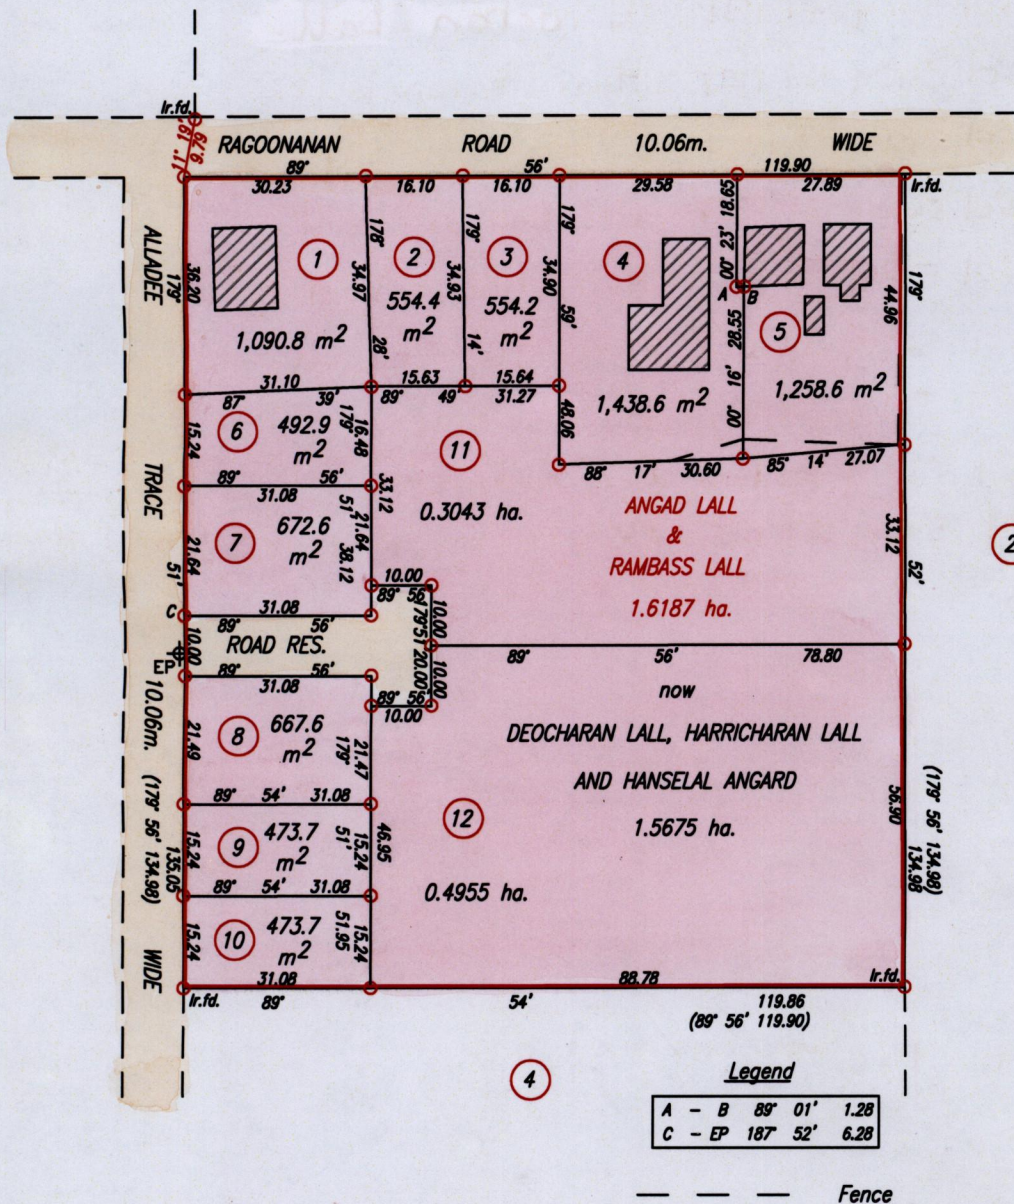 Ir.fd.
11° 19'
9.79
RAGOONANAN ROAD 10.06m. WIDE
89° 56' 119.90
30.23 16.10 16.10 29.58 27.89
Ir.fd.
ALLADEE TRACE 10.06m. WIDE
179° 51' 135.05
(179° 56' 134.98)
36.20
1
1,090.8 m2
178° 28'
34.97
2
554.4
m2
179° 14'
34.63
3
554.2
m2
179° 59'
34.90
48.06
4
1,438.6 m2
00° 23' 18.65
A B
00° 16' 28.55
5
1,258.6 m2
179° 52'
44.96
31.10
87° 39'
15.63 15.64
89° 49' 31.27
88° 17' 30.60
85° 14' 27.07
15.24
6
492.9
m2
179° 51'
16.48
33.12
11
0.3043 ha.
89° 56'
31.08
21.64
7
672.6
m2
21.64
38.12
ANGAD LALL
&
RAMBASS LALL
1.6187 ha.
33.12
2
10.00
89° 56'
10.00
C
31.08
89° 56'
ROAD RES.
10.00
EP
179° 51' 20.00
10.00
89° 56' 78.80
89° 56'
31.08
89° 56'
10.00
now
DEOCHARAN LALL, HARRICHARAN LALL
AND HANSELAL ANGARD
1.5675 ha.
21.49
8
667.6
m2
21.47
179° 51'
56.90
134.98
(179° 56' 134.98)
89° 54' 31.08
15.24
9
473.7
m2
15.24
46.95
12
0.4955 ha.
89° 54' 31.08
15.24
10
473.7
m2
15.24
51.95
31.08 88.78
Ir.fd.
Ir.fd.
89° 54' 119.86
(89° 56' 119.90)
4
Legend
A - B 89° 01' 1.28
C - EP 187° 52' 6.28
Fence